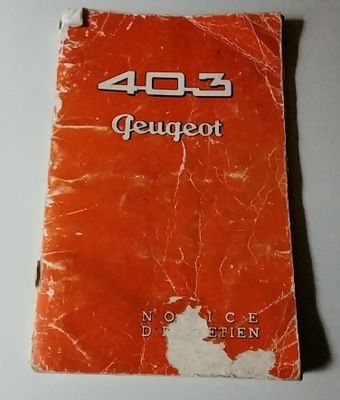 403
Peugeot
NOTICE
D'ENTRETIEN